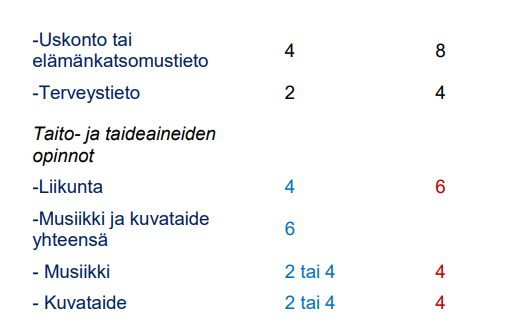 -Uskonto tai
elämänkatsomustieto 4 8
-Terveystieto 2 4
Taito- ja taideaineiden
opinnot
-Liikunta 4 6
-Musiikki ja kuvataide
yhteensä 6
- Musiikki 2 tai 4 4
- Kuvataide 2 tai 4 4